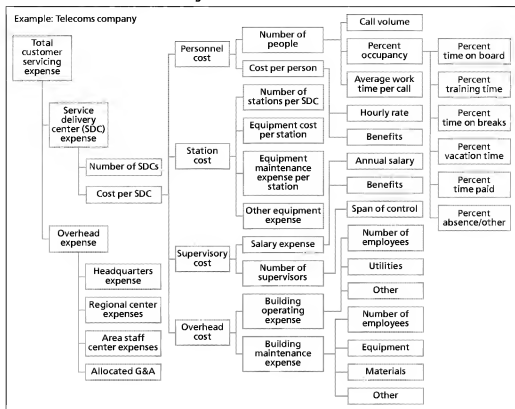 Example: Telecoms company
Total
customer
servicing
expense
Service
delivery
center (SDC)
expense
Number of SDCs
Cost per SDC
Overhead
expense
Headquarters
expense
Regional center
expenses
Area staff
center expenses
Allocated G&A
Personnel
cost
Station
cost
Supervisory
cost
Overhead
cost
Number of
people
Cost per person
Number of
stations per SDC
Equipment cost
per station
Equipment
maintenance
expense per
station
Other equipment
expense
Salary expense
Number of
supervisors
Building
operating
expense
Building
maintenance
expense
Call volume
Percent
occupancy
Average work
time per call
Hourly rate
Benefits
Annual salary
Benefits
Span of control
Number of
employees
Utilities
Other
Number of
employees
Equipment
Materials
Other
Percent
time on board
Percent
training time
Percent
time on breaks
Percent
vacation time
Percent
time paid
Percent
absence/other